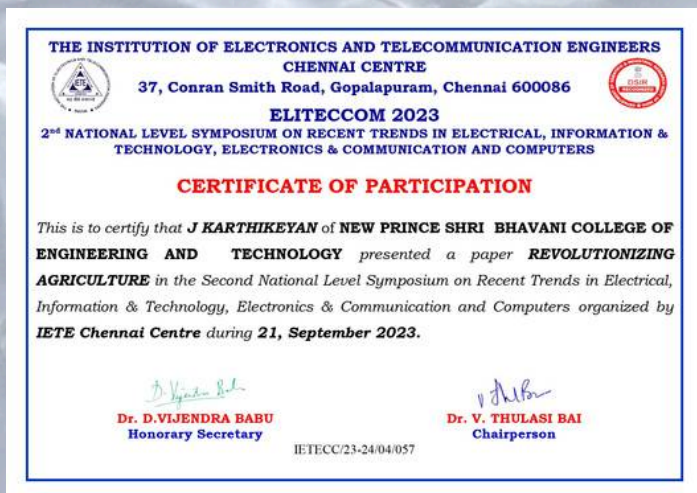 THE INSTITUTION OF ELECTRONICS AND TELECOMMUNICATION ENGINEERS
CHENNAI CENTRE
37, Conran Smith Road, Gopalapuram, Chennai 600086
IETE
DSIR
ELITECCOM 2023
2nd NATIONAL LEVEL SYMPOSIUM ON RECENT TRENDS IN ELECTRICAL, INFORMATION &
TECHNOLOGY, ELECTRONICS & COMMUNICATION AND COMPUTERS
CERTIFICATE OF PARTICIPATION
This is to certify that J KARTHIKEYAN of NEW PRINCE SHRI BHAVANI COLLEGE OF
ENGINEERING AND TECHNOLOGY presented a paper REVOLUTIONIZING
AGRICULTURE in the Second National Level Symposium on Recent Trends in Electrical,
Information & Technology, Electronics & Communication and Computers organized by
IETE Chennai Centre during 21, September 2023.
Dr. D.VIJENDRA BABU
Honorary Secretary
Dr. V. THULASI BAI
Chairperson
IETECC/23-24/04/057